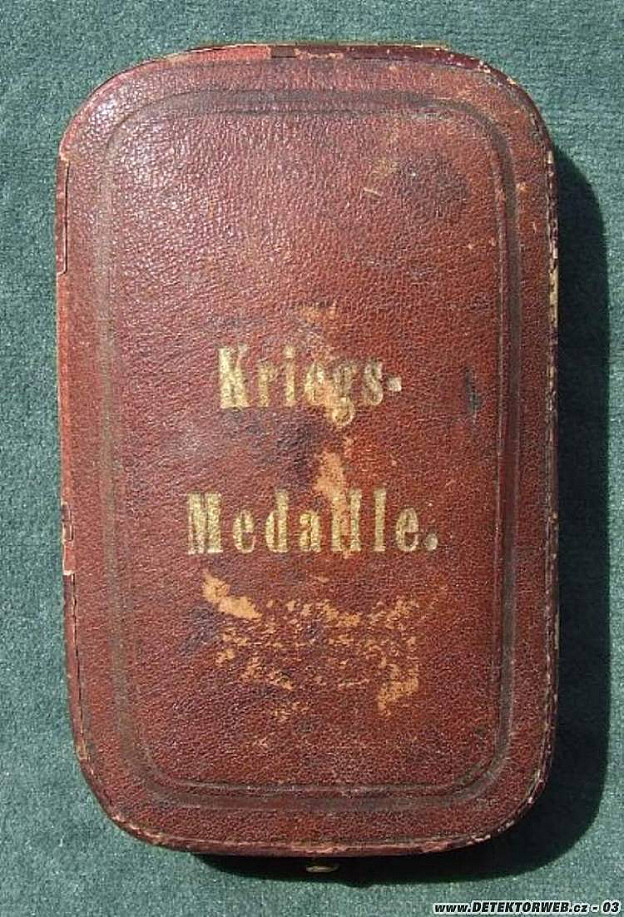 Kriegs-
Medaille.
www.DETEKTORWEB.cz - 03